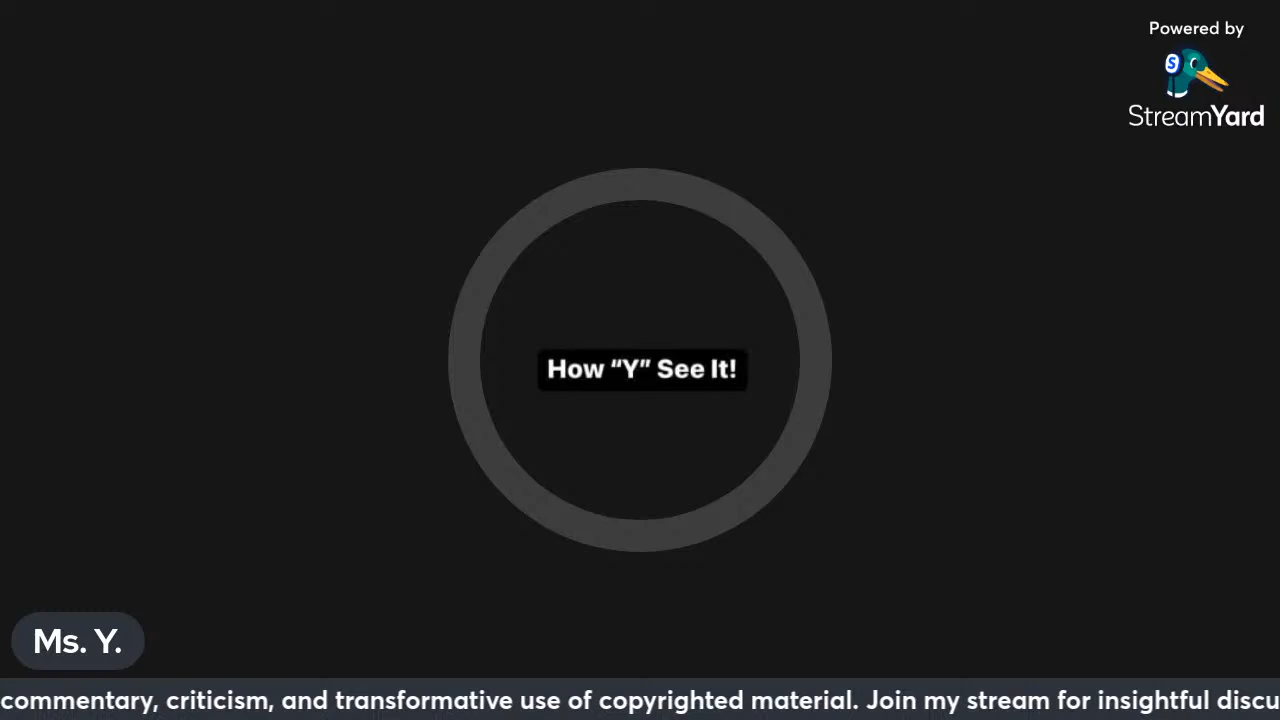 Powered by
S
StreamYard
How “Y” See It!
Ms. Y.
commentary, criticism, and transformative use of copyrighted material. Join my stream for insightful discu